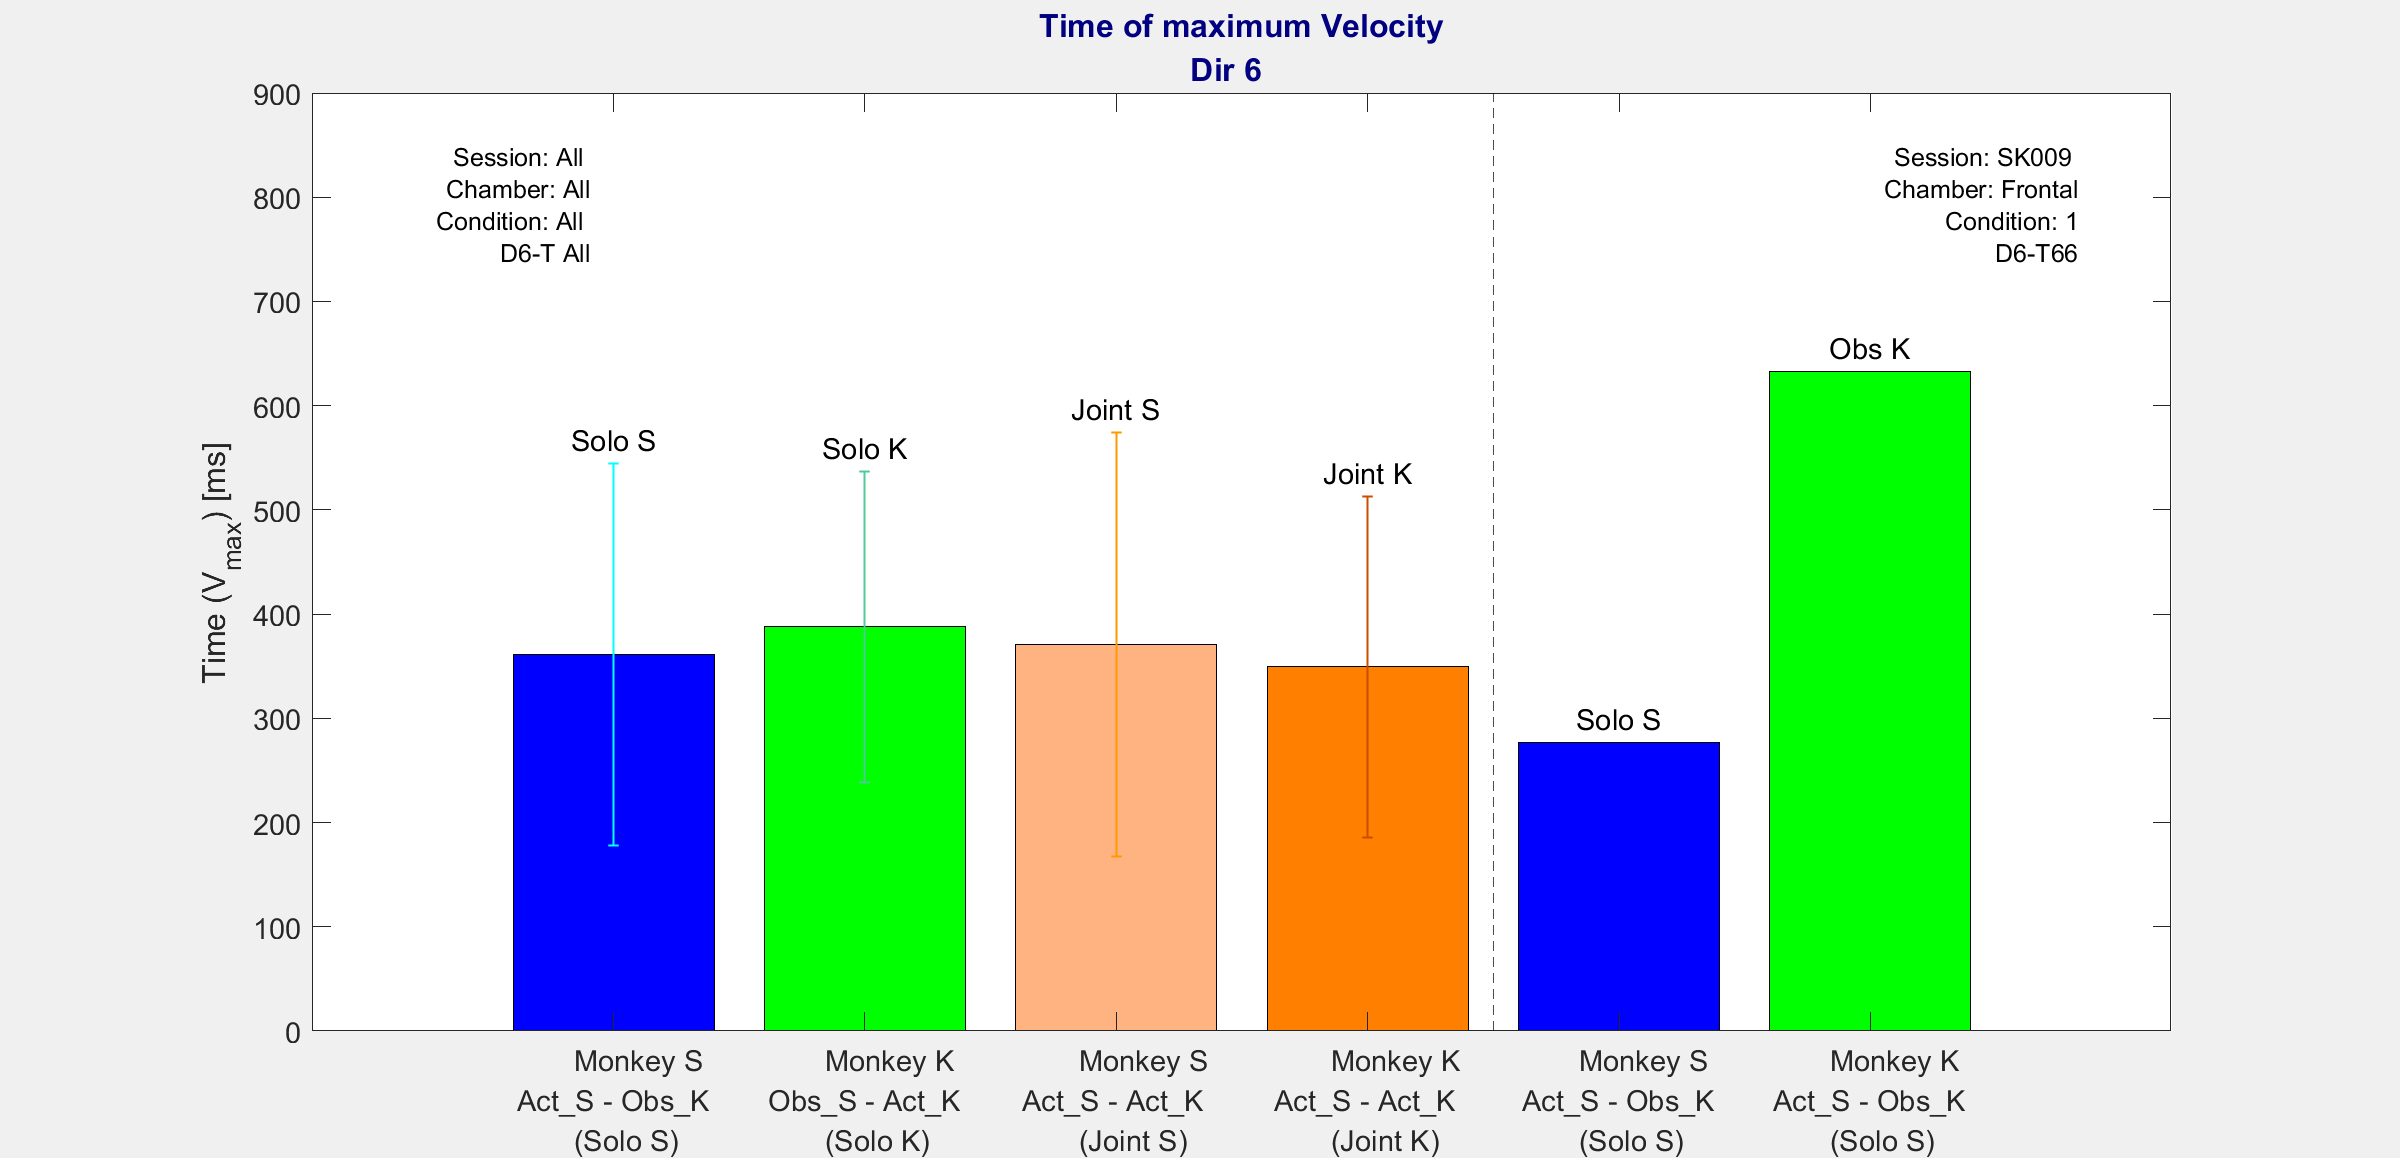 Time of maximum Velocity
Dir 6
Time (Vmax) [ms]
900
800
700
600
500
400
300
200
100
0
Session: All
Chamber: All
Condition: All
D6-T All
Session: SK009
Chamber: Frontal
Condition: 1
D6-T66
Solo S
Solo K
Joint S
Joint K
Solo S
Obs K
Monkey S
Act_S - Obs_K
(Solo S)
Monkey K
Obs_S - Act_K
(Solo K)
Monkey S
Act_S - Act_K
(Joint S)
Monkey K
Act_S - Act_K
(Joint K)
Monkey S
Act_S - Obs_K
(Solo S)
Monkey K
Act_S - Obs_K
(Solo S)